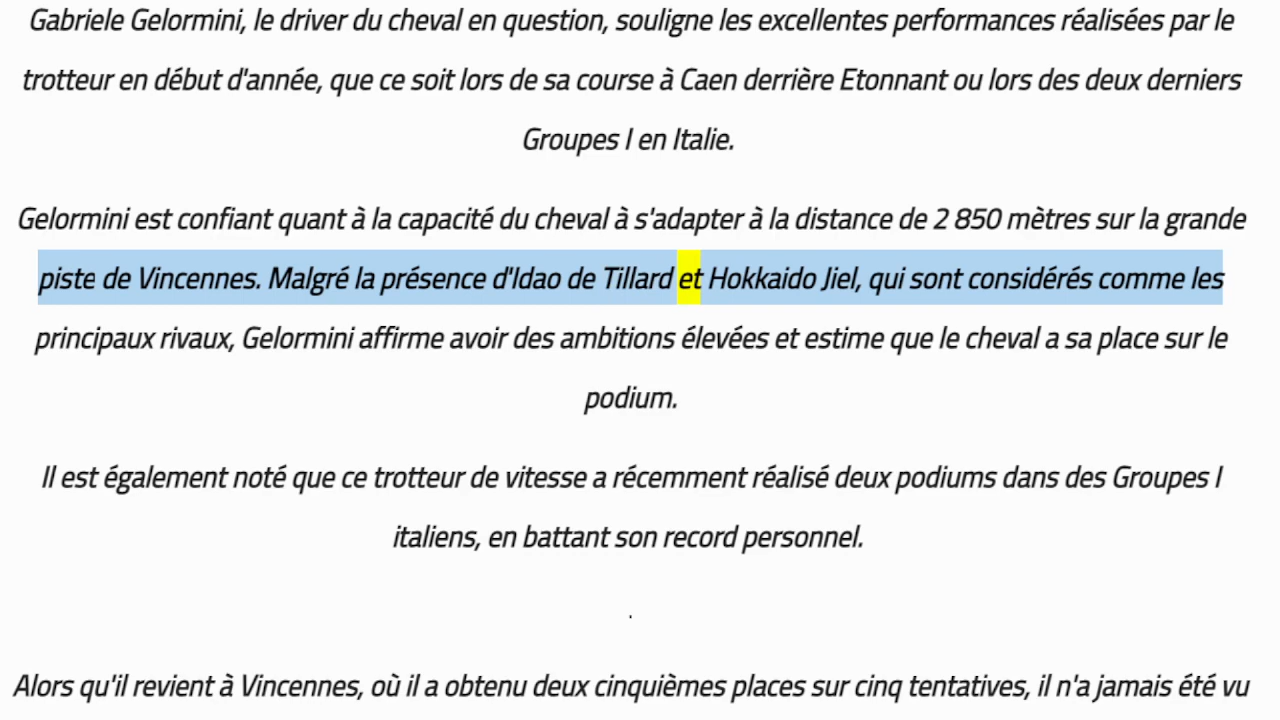 Gabriele Gelormini, le driver du cheval en question, souligne les excellentes performances réalisées par le
trotteur en début d'année, que ce soit lors de sa course à Caen derrière Etonnant ou lors des deux derniers
Groupes I en Italie.
Gelormini est confiant quant à la capacité du cheval à s'adapter à la distance de 2 850 mètres sur la grande
piste de Vincennes. Malgré la présence d'Idao de Tillard et Hokkaido Jiel, qui sont considérés comme les
principaux rivaux, Gelormini affirme avoir des ambitions élevées et estime que le cheval a sa place sur le
podium.
Il est également noté que ce trotteur de vitesse a récemment réalisé deux podiums dans des Groupes I
italiens, en battant son record personnel.
.
Alors qu'il revient à Vincennes, où il a obtenu deux cinquièmes places sur cinq tentatives, il n'a jamais été vu